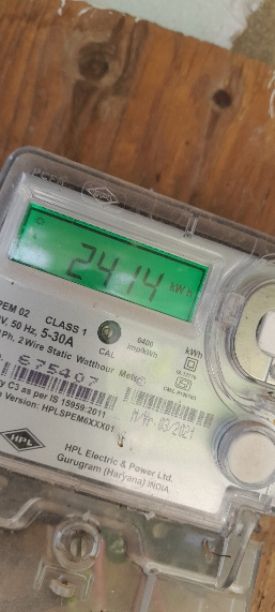 HPL
2414 kWh
PEM 02 CLASS 1
V, 50 Hz, 5-30A
Ph, 2 Wire Static Watthour Meter
CAL
6400
imp/kWh
kWh
675407
y C3 as per IS 15959:2011
e Version: HPLSPEM6XXX01
03/2021
HPL
HPL Electric & Power Ltd.
Gurugram (Haryana) INDIA